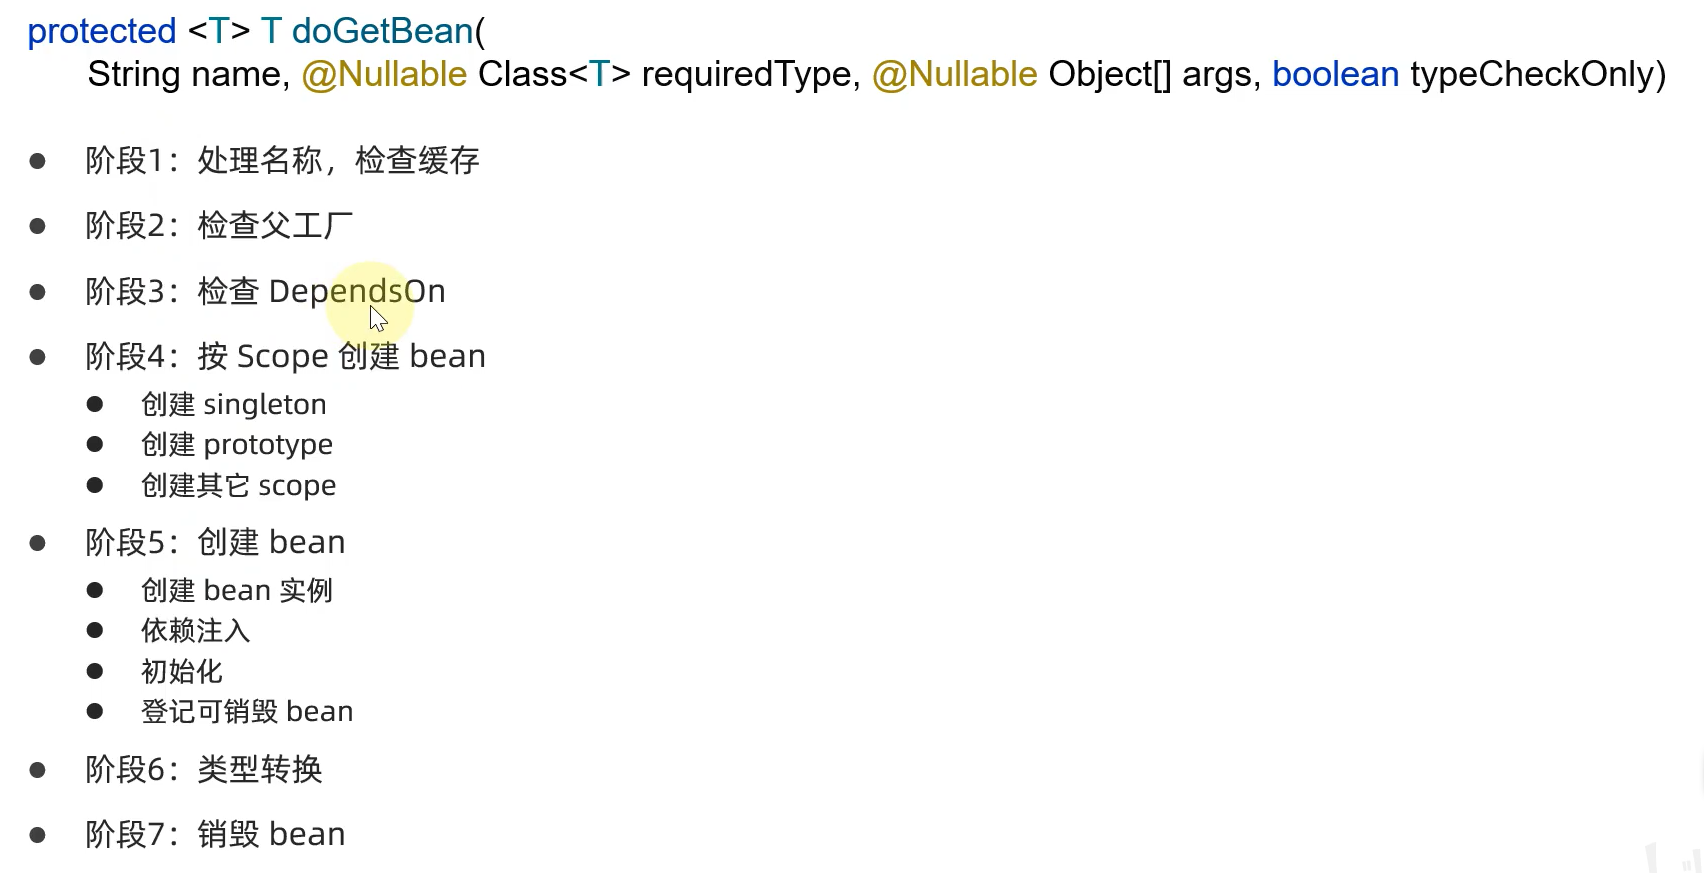 protected <T> T doGetBean(
String name, @Nullable Class<T> requiredType, @Nullable Object[] args, boolean typeCheckOnly)
● 阶段1：处理名称，检查缓存
● 阶段2：检查父工厂
● 阶段3：检查 DependsOn
● 阶段4：按 Scope 创建 bean
● 创建 singleton
● 创建 prototype
● 创建其它 scope
● 阶段5：创建 bean
● 创建 bean 实例
● 依赖注入
● 初始化
● 登记可销毁 bean
● 阶段6：类型转换
● 阶段7：销毁 bean